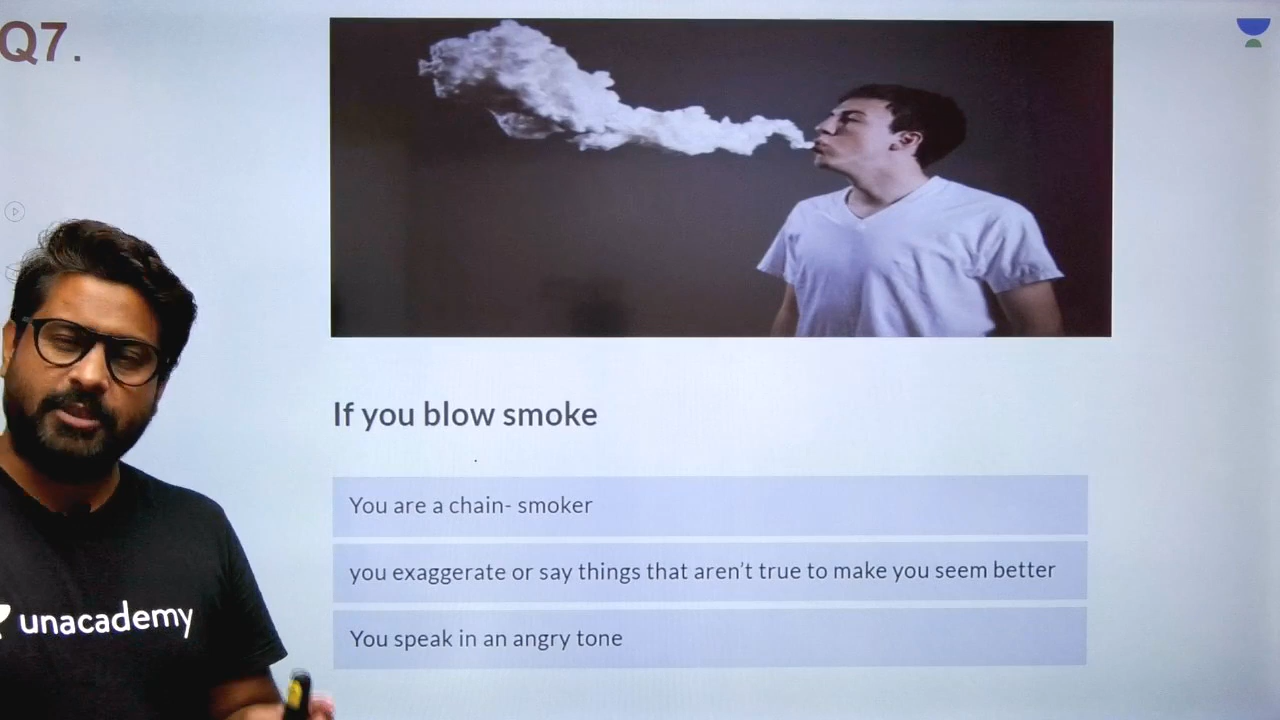 Q7.
If you blow smoke
You are a chain- smoker
you exaggerate or say things that aren't true to make you seem better
You speak in an angry tone
unacademy